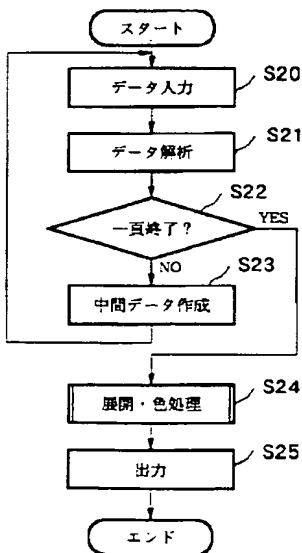 スタート
S20
データ入力
S21
データ解析
S22
一頁終了？
YES
NO
S23
中間データ作成
S24
展開・色処理
S25
出力
エンド